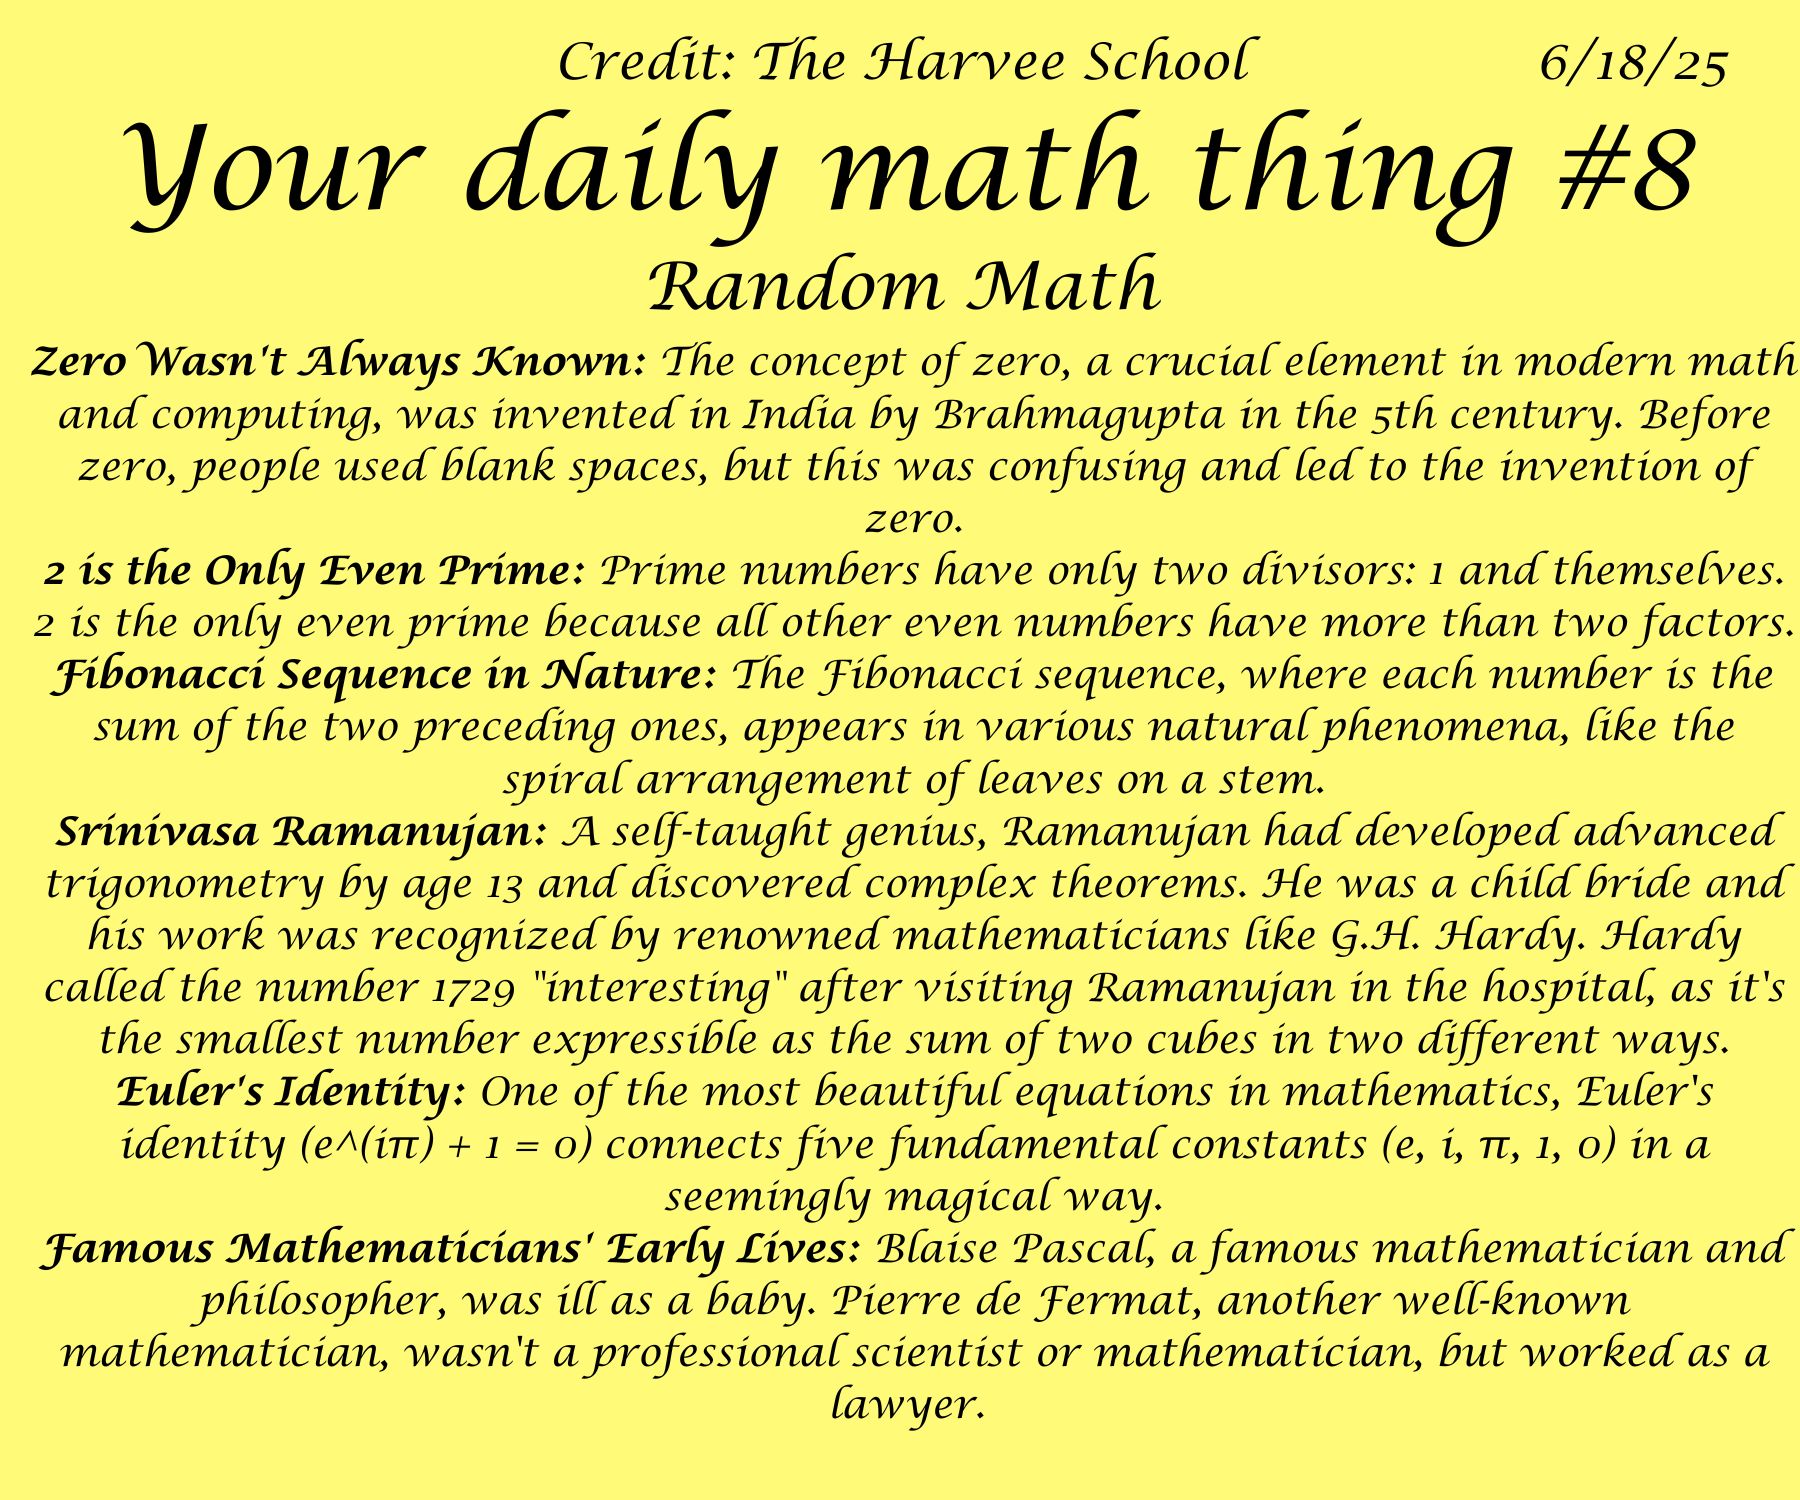 Credit: The Harvee School 6/18/25
Your daily math thing #8
Random Math
Zero Wasn't Always Known: The concept of zero, a crucial element in modern math
and computing, was invented in India by Brahmagupta in the 5th century. Before
zero, people used blank spaces, but this was confusing and led to the invention of
zero.
2 is the Only Even Prime: Prime numbers have only two divisors: 1 and themselves.
2 is the only even prime because all other even numbers have more than two factors.
Fibonacci Sequence in Nature: The Fibonacci sequence, where each number is the
sum of the two preceding ones, appears in various natural phenomena, like the
spiral arrangement of leaves on a stem.
Srinivasa Ramanujan: A self-taught genius, Ramanujan had developed advanced
trigonometry by age 13 and discovered complex theorems. He was a child bride and
his work was recognized by renowned mathematicians like G.H. Hardy. Hardy
called the number 1729 "interesting" after visiting Ramanujan in the hospital, as it's
the smallest number expressible as the sum of two cubes in two different ways.
Euler's Identity: One of the most beautiful equations in mathematics, Euler's
identity (e^(iπ) + 1 = 0) connects five fundamental constants (e, i, π, 1, 0) in a
seemingly magical way.
Famous Mathematicians' Early Lives: Blaise Pascal, a famous mathematician and
philosopher, was ill as a baby. Pierre de Fermat, another well-known
mathematician, wasn't a professional scientist or mathematician, but worked as a
lawyer.